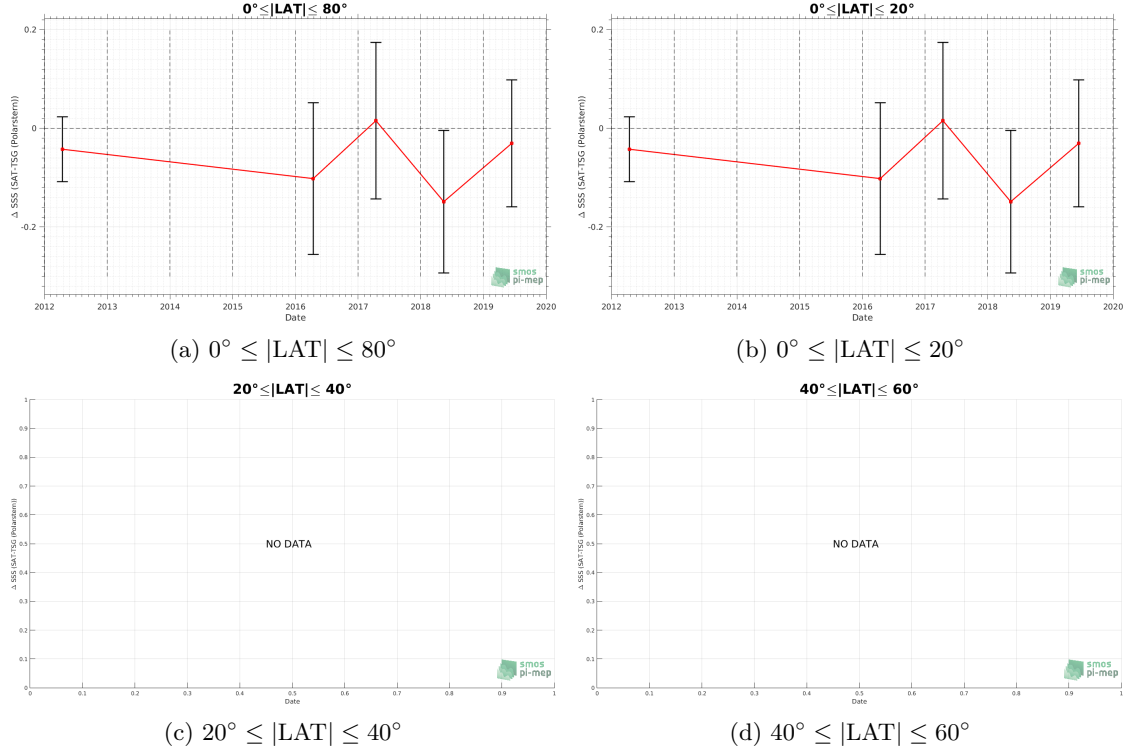 0°≤|LAT|≤ 80°
0.2
0
-0.2
Δ SSS (SAT-TSG (Polarstern))
2012 2013 2014 2015 2016 2017 2018 2019 2020
Date
smos
pi-mep
(a) 0° ≤ |LAT| ≤ 80°
0°≤|LAT|≤ 20°
0.2
0
-0.2
Δ SSS (SAT-TSG (Polarstern))
2012 2013 2014 2015 2016 2017 2018 2019 2020
Date
smos
pi-mep
(b) 0° ≤ |LAT| ≤ 20°
20°≤|LAT|≤ 40°
1
0.9
0.8
0.7
0.6
0.5
0.4
0.3
0.2
0.1
0
Δ SSS (SAT-TSG (Polarstern))
NO DATA
0 0.1 0.2 0.3 0.4 0.5 0.6 0.7 0.8 0.9 1
Date
smos
pi-mep
(c) 20° ≤ |LAT| ≤ 40°
40°≤|LAT|≤ 60°
1
0.9
0.8
0.7
0.6
0.5
0.4
0.3
0.2
0.1
0
Δ SSS (SAT-TSG (Polarstern))
NO DATA
0 0.1 0.2 0.3 0.4 0.5 0.6 0.7 0.8 0.9 1
Date
smos
pi-mep
(d) 40° ≤ |LAT| ≤ 60°